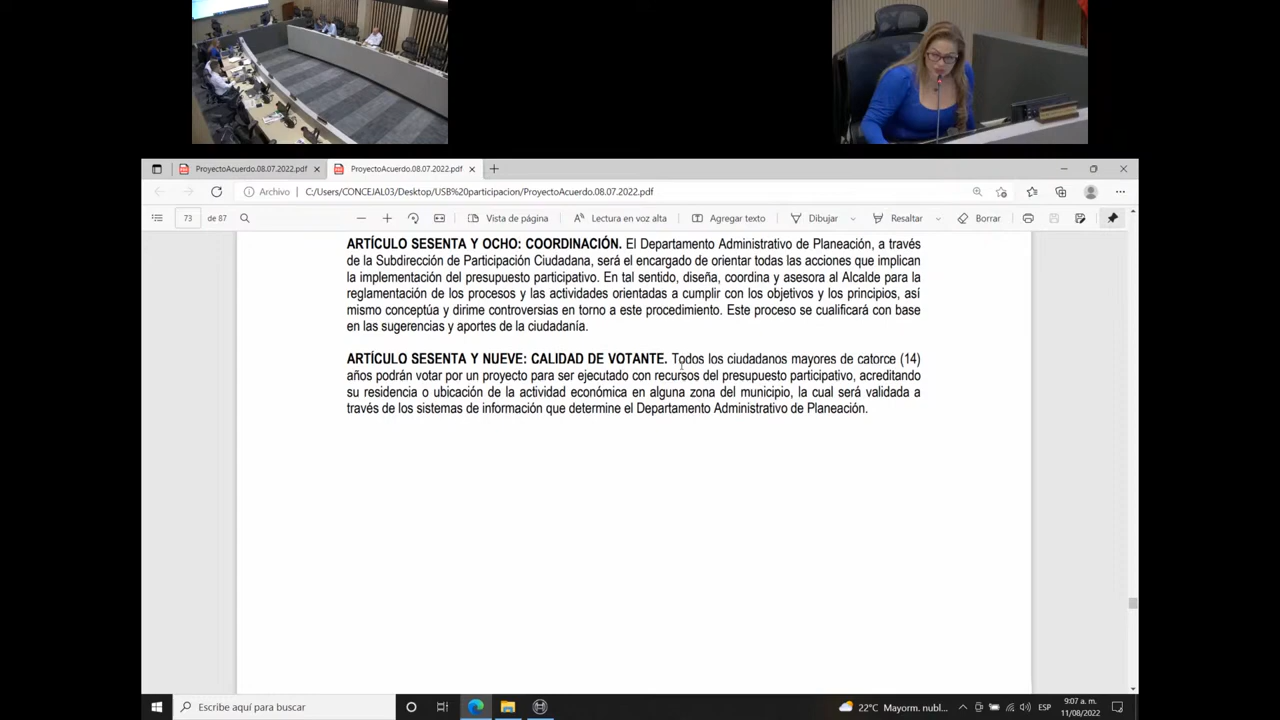 ProyectoAcuerdo.08.07.2022.pdf
ProyectoAcuerdo.08.07.2022.pdf
Archivo
C:/Users/CONCEJAL03/Desktop/USB%20participacion/ProyectoAcuerdo.08.07.2022.pdf
73 de 87
Vista de página
Lectura en voz alta
Agregar texto
Dibujar
Resaltar
Borrar
ARTÍCULO SESENTA Y OCHO: COORDINACIÓN. El Departamento Administrativo de Planeación, a través
de la Subdirección de Participación Ciudadana, será el encargado de orientar todas las acciones que implican
la implementación del presupuesto participativo. En tal sentido, diseña, coordina y asesora al Alcalde para la
reglamentación de los procesos y las actividades orientadas a cumplir con los objetivos y los principios, así
mismo conceptúa y dirime controversias en torno a este procedimiento. Este proceso se cualificará con base
en las sugerencias y aportes de la ciudadanía.
ARTÍCULO SESENTA Y NUEVE: CALIDAD DE VOTANTE. Todos los ciudadanos mayores de catorce (14)
años podrán votar por un proyecto para ser ejecutado con recursos del presupuesto participativo, acreditando
su residencia o ubicación de la actividad económica en alguna zona del municipio, la cual será validada a
través de los sistemas de información que determine el Departamento Administrativo de Planeación.
Escribe aquí para buscar
22°C Mayorm. nubl...
ESP
9:07 a. m.
11/08/2022